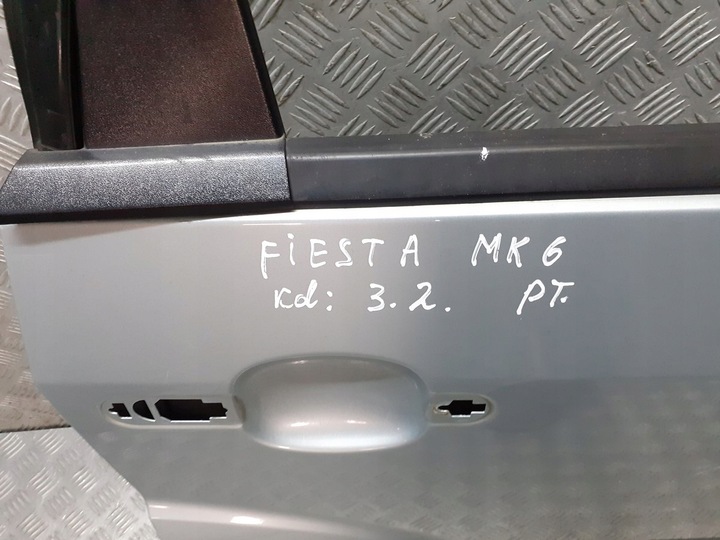 FiESTA MK6
Kd: 3.2. PT.